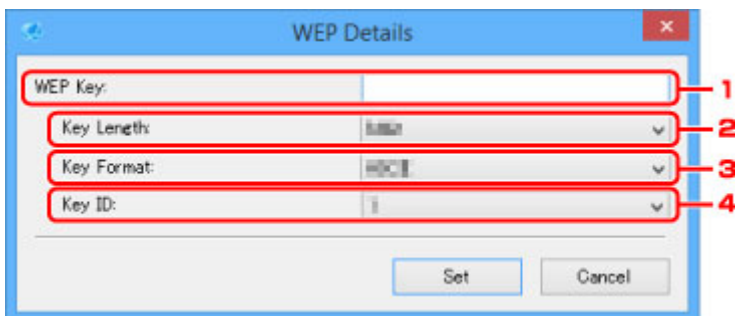 WEP Details
WEP Key: 1
Key Length: 2
Key Format: 3
Key ID: 4
Set Cancel